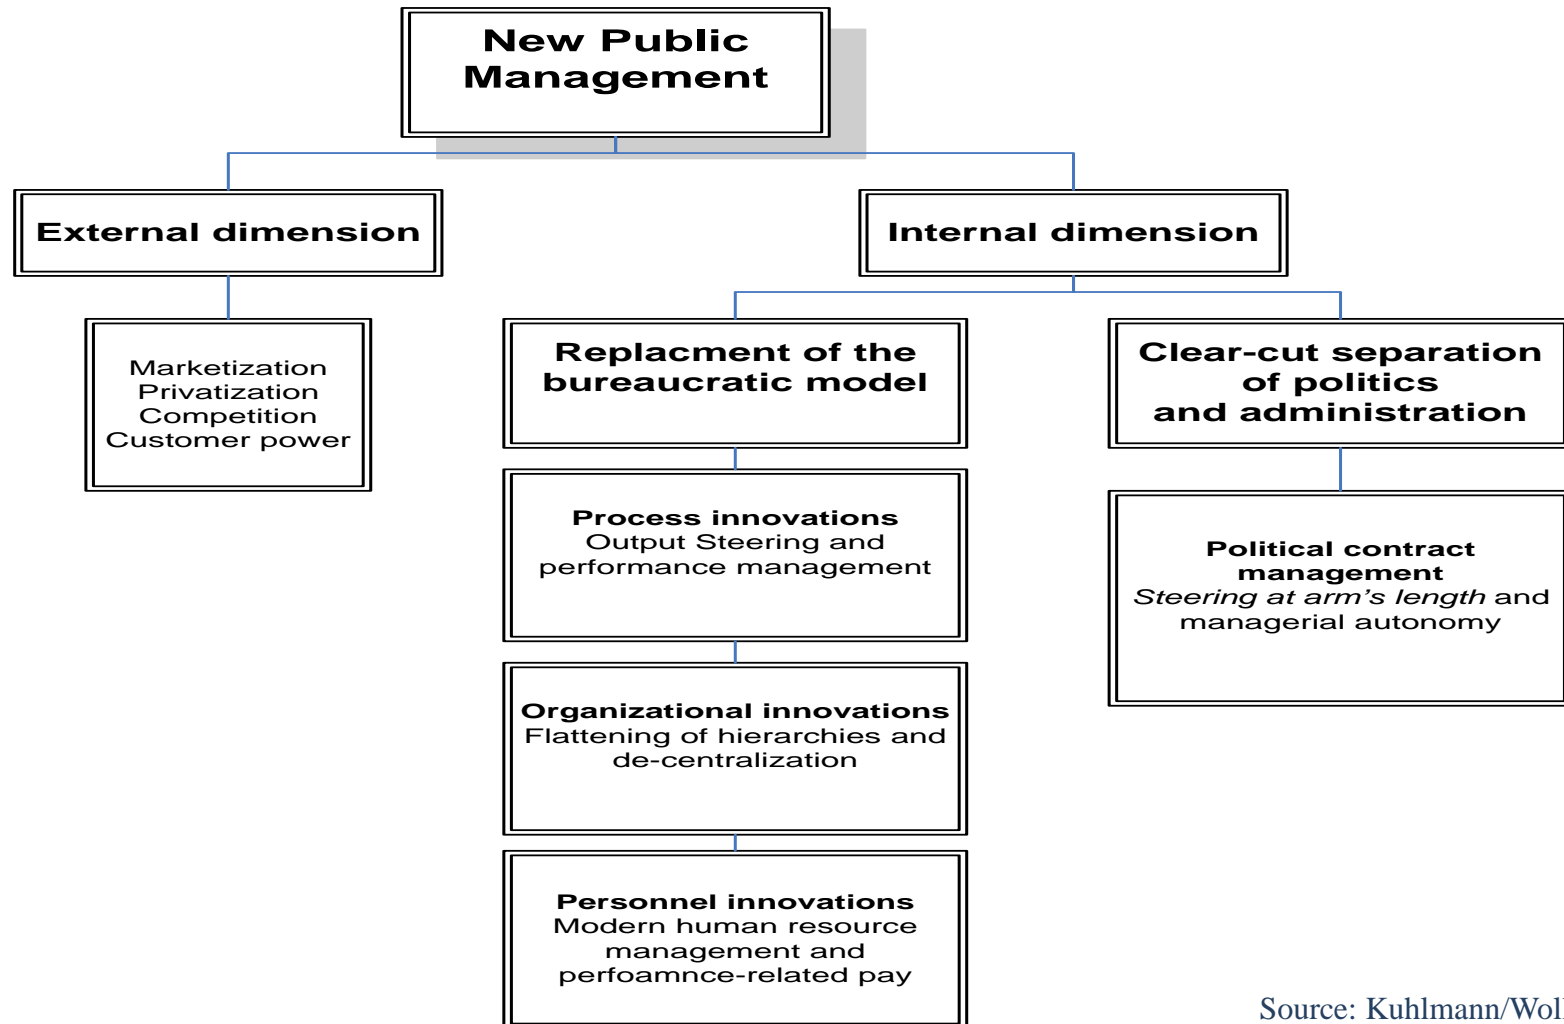 New Public
Management
External dimension
Internal dimension
Marketization
Privatization
Competition
Customer power
Replacment of the
bureaucratic model
Clear-cut separation
of politics
and administration
Process innovations
Output Steering and
performance management
Political contract
management
Steering at arm's length and
managerial autonomy
Organizational innovations
Flattening of hierarchies and
de-centralization
Personnel innovations
Modern human resource
management and
perfoamnce-related pay
Source: Kuhlmann/